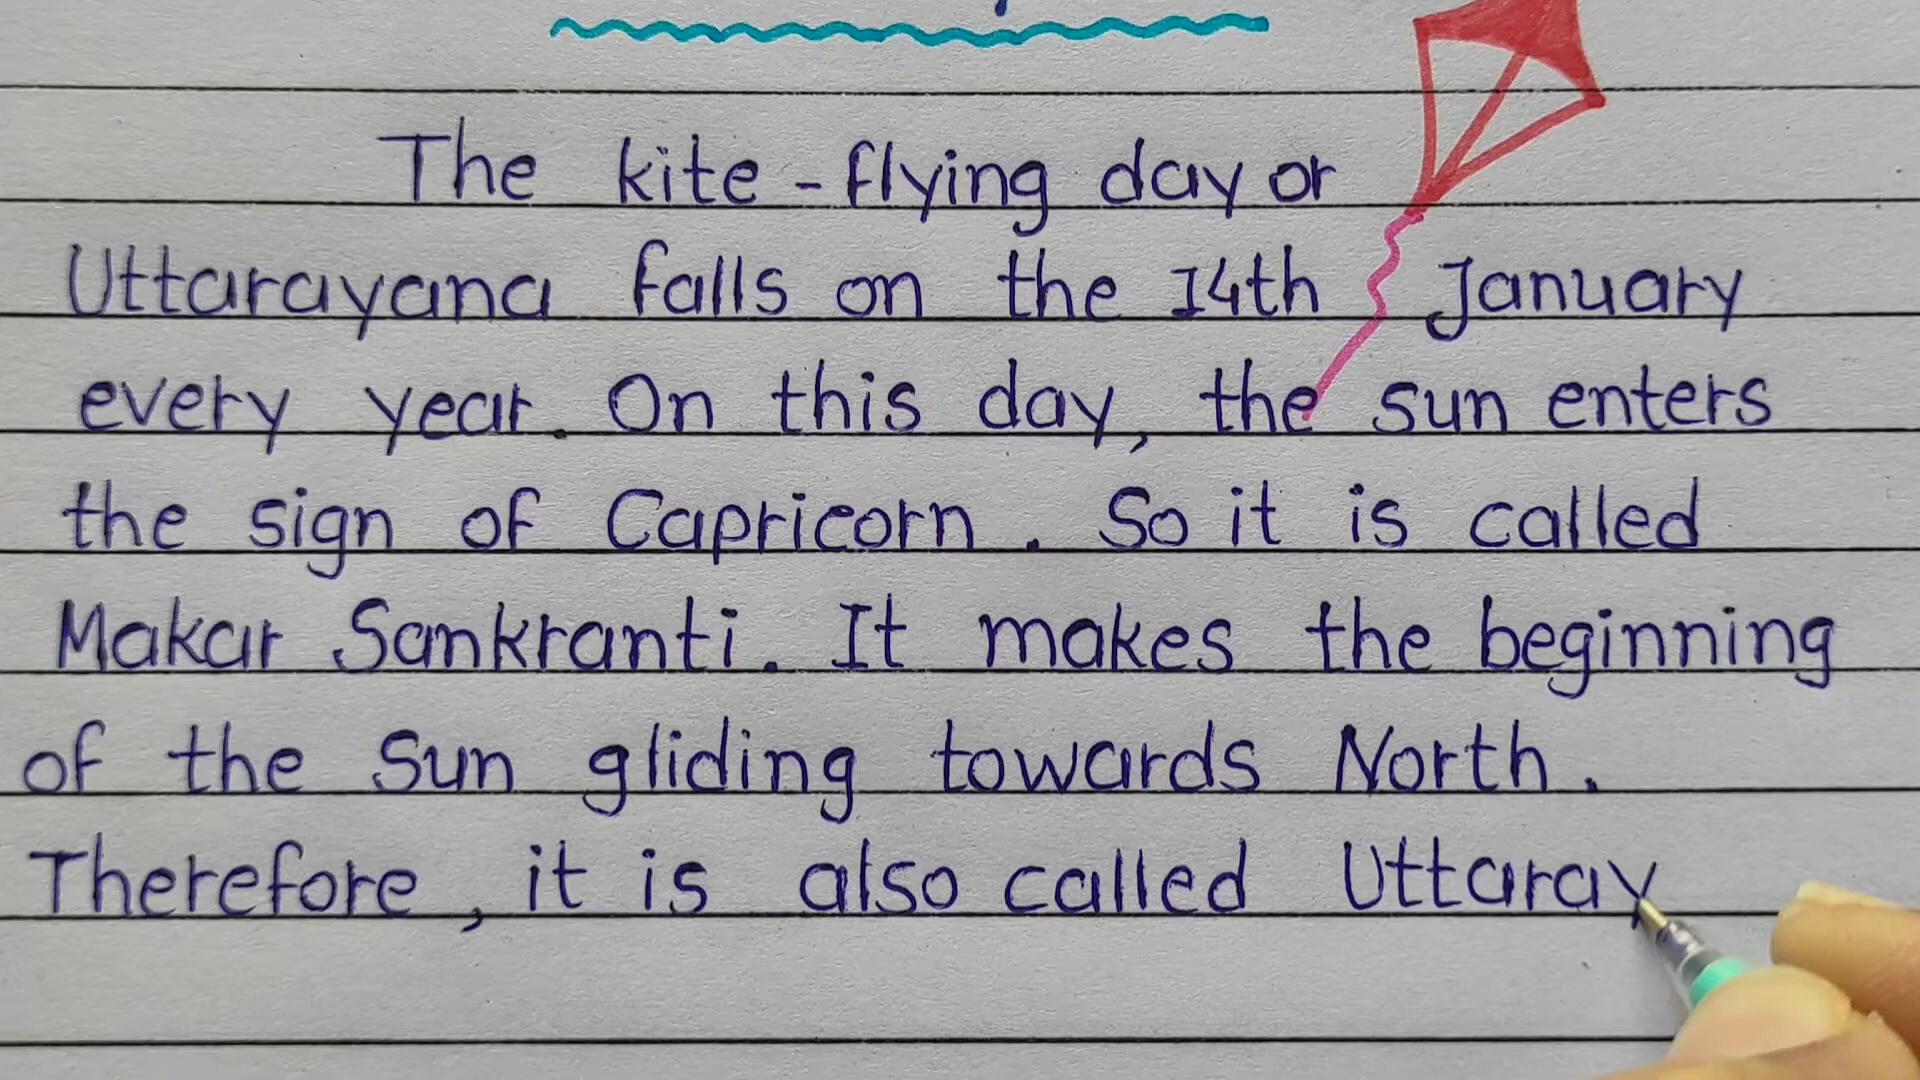 The kite-flying day or
Uttarayana falls on the 14th January
every year. On this day, the sun enters
the sign of Capricorn. So it is called
Makar Sankranti. It makes the beginning
of the Sun gliding towards North.
Therefore, it is also called Uttaray